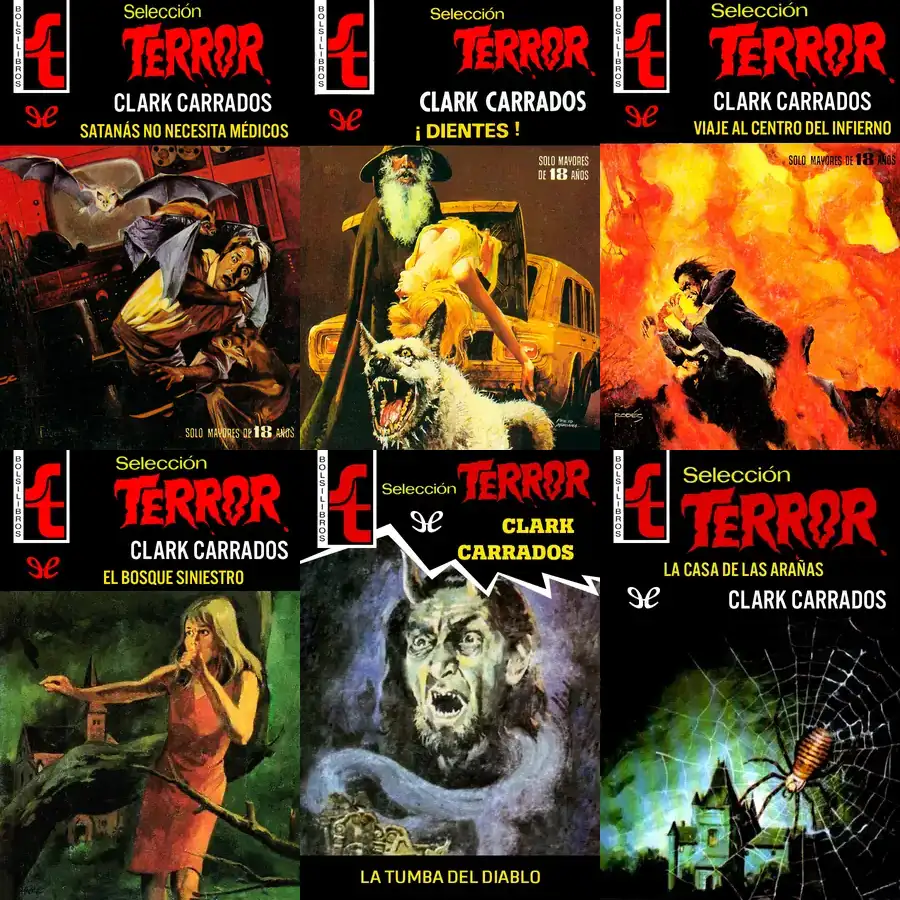 BOLSILIBROS
Selección
TERROR
CLARK CARRADOS
SATANÁS NO NECESITA MÉDICOS
SOLO MAYORES DE 18 AÑOS
BOLSILIBROS
Selección
TERROR
CLARK CARRADOS
¡DIENTES!
SOLO MAYORES
DE 18 AÑOS
BOLSILIBROS
Selección
TERROR
CLARK CARRADOS
VIAJE AL CENTRO DEL INFIERNO
SOLO MAYORES DE 18 AÑOS
BOLSILIBROS
Selección
TERROR
CLARK CARRADOS
EL BOSQUE SINIESTRO
BOLSILIBROS
Selección TERROR
CLARK
CARRADOS
LA TUMBA DEL DIABLO
BOLSILIBROS
Selección
TERROR
LA CASA DE LAS ARAÑAS
CLARK CARRADOS